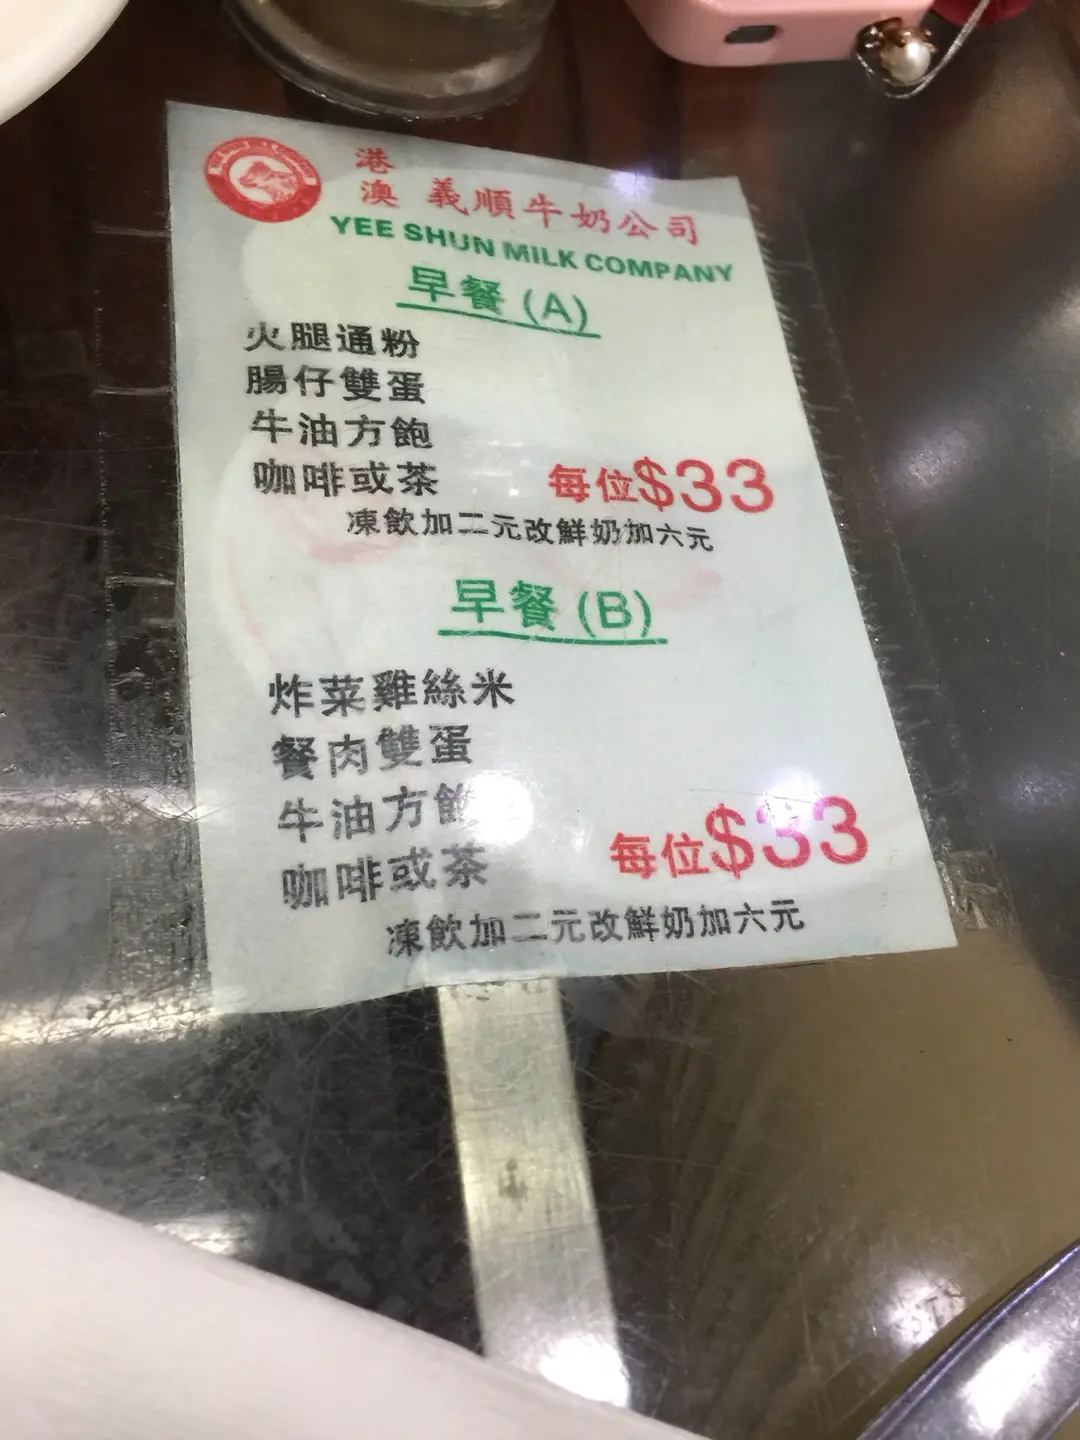 港澳 義順牛奶公司
YEE SHUN MILK COMPANY
早餐 (A)
火腿通粉
腸仔雙蛋
牛油方飽
咖啡或茶
每位$33
凍飲加二元改鮮奶加六元
早餐 (B)
炸菜雞絲米
餐肉雙蛋
牛油方飽
咖啡或茶
每位$33
凍飲加二元改鮮奶加六元